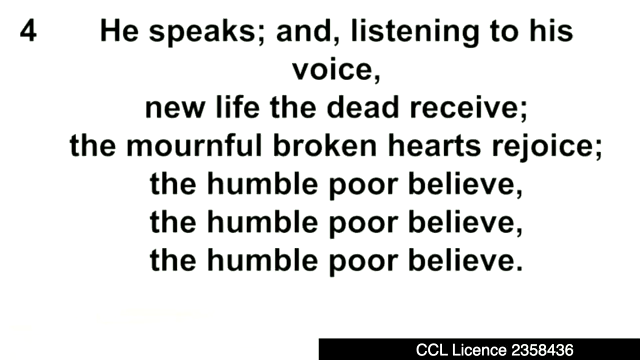 4 He speaks; and, listening to his
voice,
new life the dead receive;
the mournful broken hearts rejoice;
the humble poor believe,
the humble poor believe,
the humble poor believe.
CCL Licence 2358436